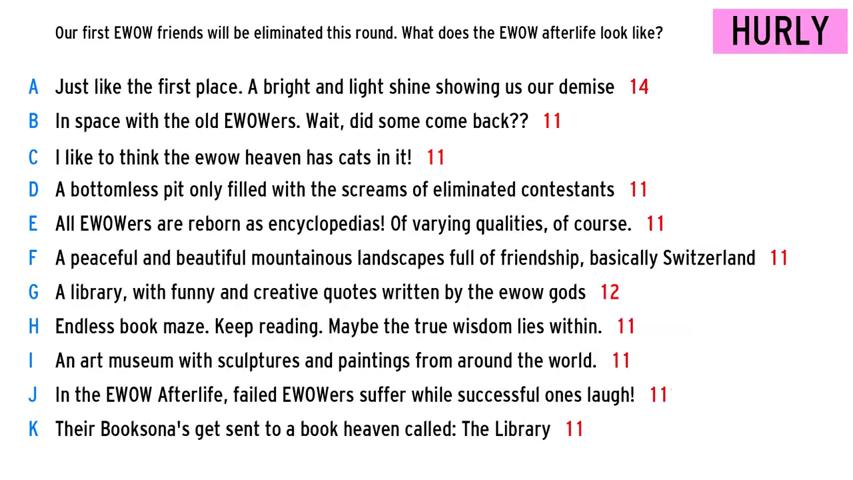 Our first EWOW friends will be eliminated this round. What does the EWOW afterlife look like?
HURLY
A Just like the first place. A bright and light shine showing us our demise 14
B In space with the old EWOWers. Wait, did some come back?? 11
C I like to think the ewow heaven has cats in it! 11
D A bottomless pit only filled with the screams of eliminated contestants 11
E All EWOWers are reborn as encyclopedias! Of varying qualities, of course. 11
F A peaceful and beautiful mountainous landscapes full of friendship, basically Switzerland 11
G A library, with funny and creative quotes written by the ewow gods 12
H Endless book maze. Keep reading. Maybe the true wisdom lies within. 11
I An art museum with sculptures and paintings from around the world. 11
J In the EWOW Afterlife, failed EWOWers suffer while successful ones laugh! 11
K Their Booksona's get sent to a book heaven called: The Library 11